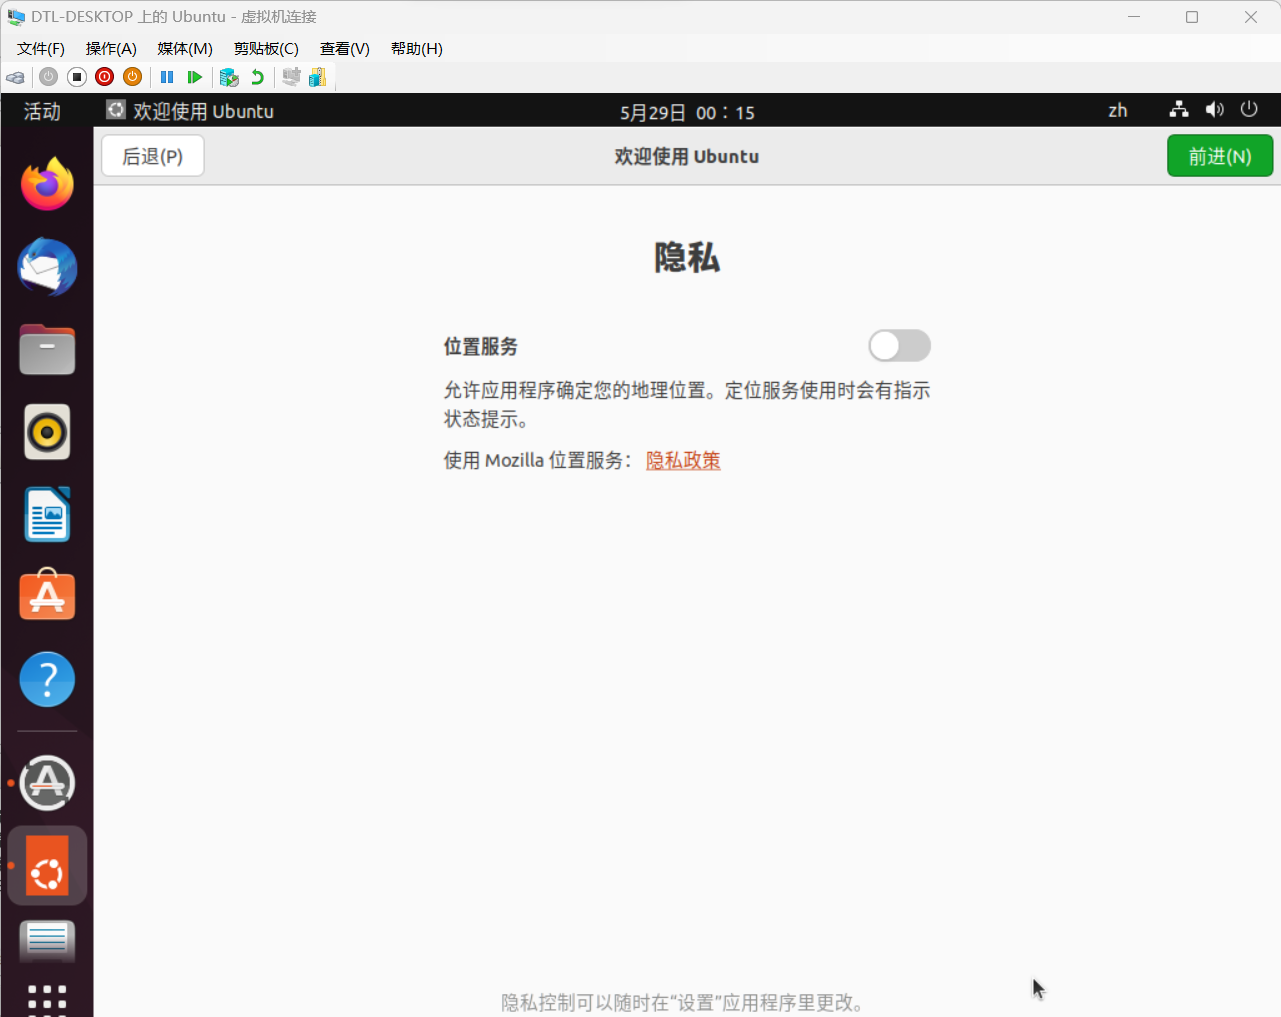 DTL-DESKTOP 上的 Ubuntu - 虚拟机连接
文件(F) 操作(A) 媒体(M) 剪贴板(C) 查看(V) 帮助(H)
活动 欢迎使用 Ubuntu 5月29日 00：15 zh
后退(P) 欢迎使用 Ubuntu 前进(N)
隐私
位置服务
允许应用程序确定您的地理位置。定位服务使用时会有指示
状态提示。
使用 Mozilla 位置服务： 隐私政策
隐私控制可以随时在“设置”应用程序里更改。